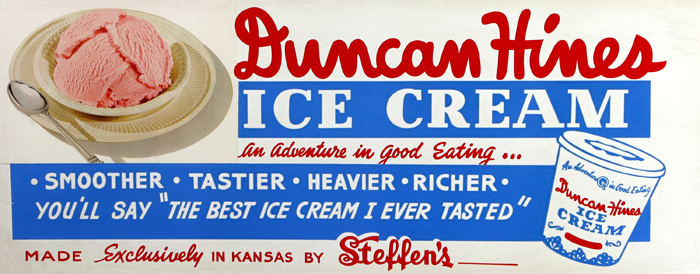 Duncan Hines
ICE CREAM
an Adventure in Good Eating ...
• SMOOTHER • TASTIER • HEAVIER • RICHER •
YOU'LL SAY "THE BEST ICE CREAM I EVER TASTED"
MADE Exclusively IN KANSAS BY Steffen's
An Adventure in Good Eating
Duncan Hines
ICE
CREAM